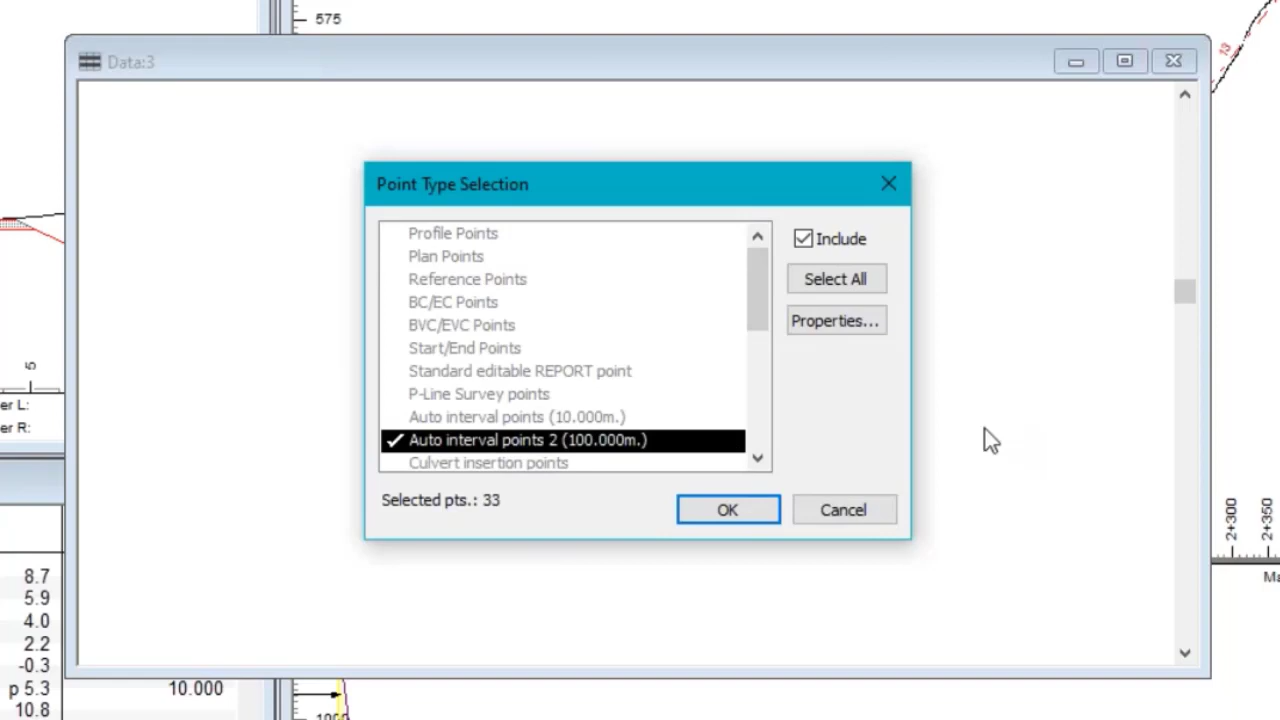 575
13
Data:3
Point Type Selection
Profile Points
Include
Plan Points
Reference Points
Select All
BC/EC Points
BVC/EVC Points
Properties...
Start/End Points
5
Standard editable REPORT point
P-Line Survey points
er L:
Auto interval points (10.000m.)
er R:
Auto interval points 2 (100.000m.)
Culvert insertion points
Selected pts.: 33
OK
Cancel
2+300
2+350
8.7
Ma
5.9
4.0
2.2
-0.3
p 5.3
10.000
10.8